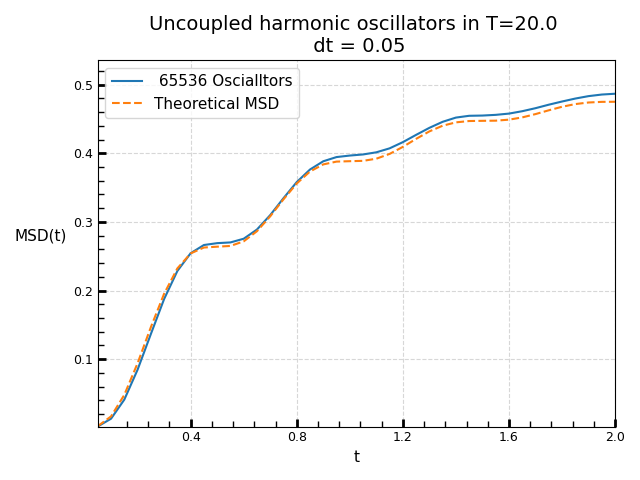 Uncoupled harmonic oscillators in T=20.0
dt = 0.05
65536 Oscialltors
Theoretical MSD
MSD(t)
0.5
0.4
0.3
0.2
0.1
0.4 0.8 1.2 1.6 2.0
t